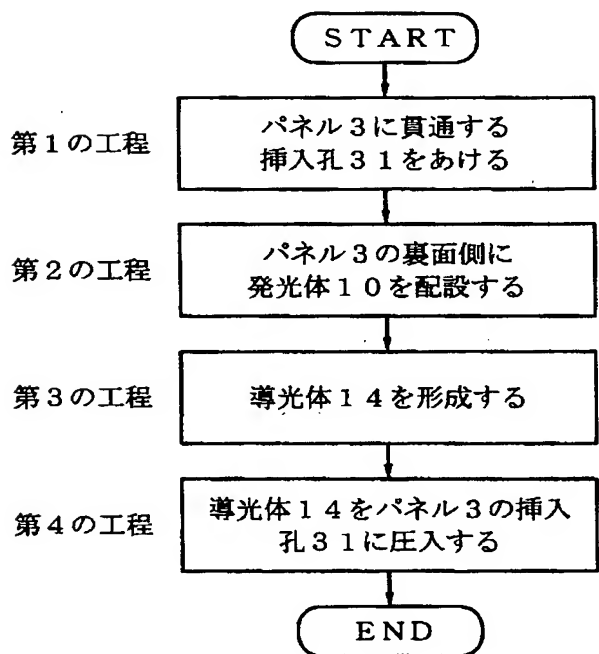 START
第1の工程
パネル3に貫通する
挿入孔31をあける
第2の工程
パネル3の裏面側に
発光体10を配設する
第3の工程
導光体14を形成する
第4の工程
導光体14をパネル3の挿入
孔31に圧入する
END